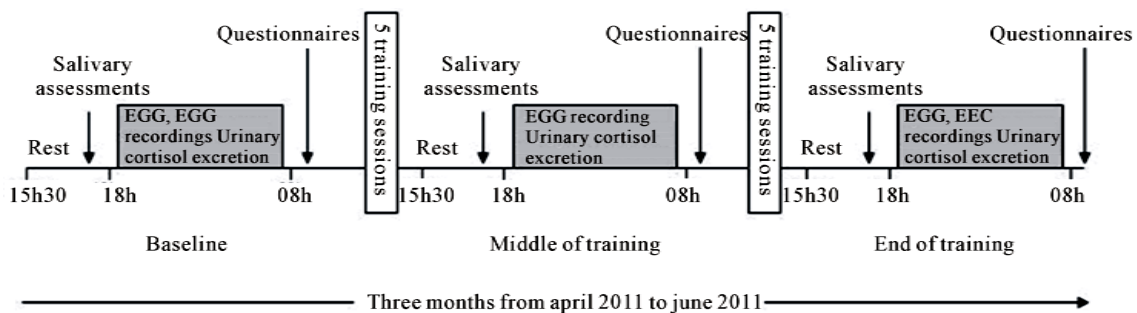 Questionnaires
Salivary
assessments
EGG, EGG
recordings Urinary
cortisol excretion
Rest
15h30
18h
08h
Baseline
5 training sessions
Questionnaires
Salivary
assessments
EGG recording
Urinary cortisol
excretion
Rest
15h30
18h
08h
Middle of training
5 training sessions
Questionnaires
Salivary
assessments
EGG, EEC
recordings Urinary
cortisol excretion
Rest
15h30
18h
08h
End of training
Three months from april 2011 to june 2011